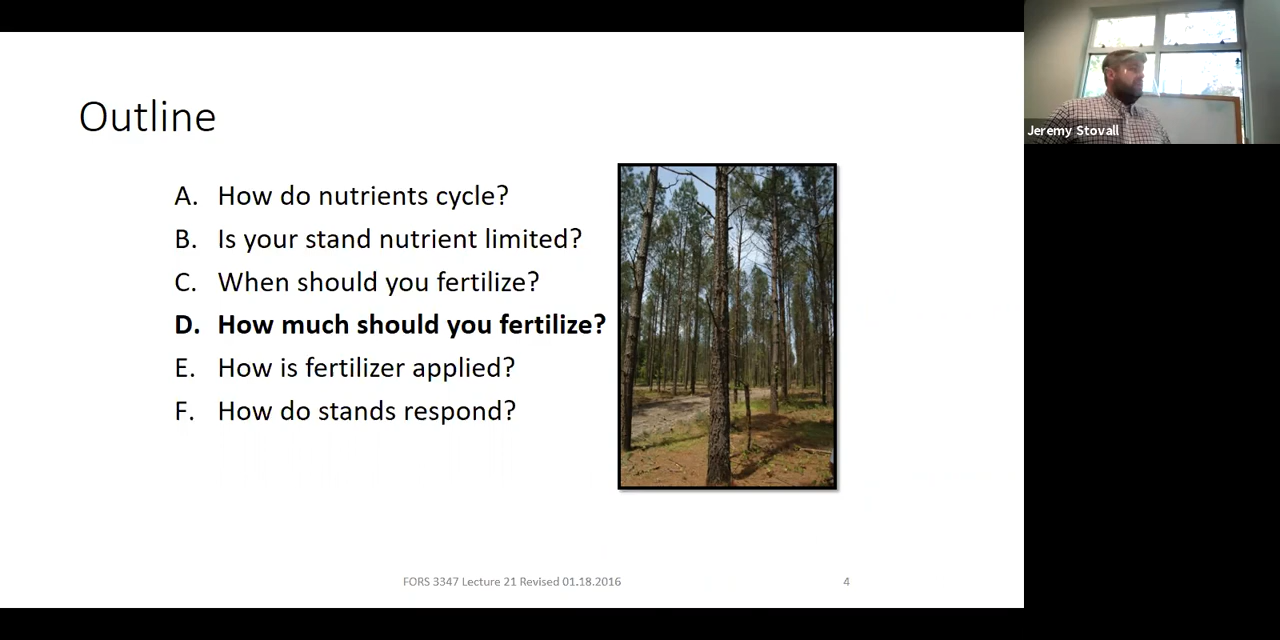 Outline
A. How do nutrients cycle?
B. Is your stand nutrient limited?
C. When should you fertilize?
D. How much should you fertilize?
E. How is fertilizer applied?
F. How do stands respond?
FORS 3347 Lecture 21 Revised 01.18.2016
4
Jeremy Stovall